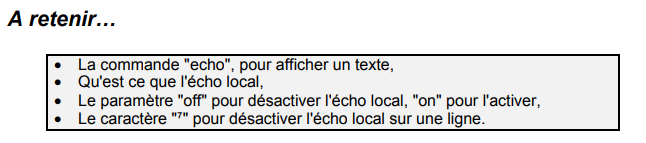 A retenir…
• La commande "echo", pour afficher un texte,
• Qu'est ce que l'écho local,
• Le paramètre "off" pour désactiver l'écho local, "on" pour l'activer,
• Le caractère "⁷" pour désactiver l'écho local sur une ligne.